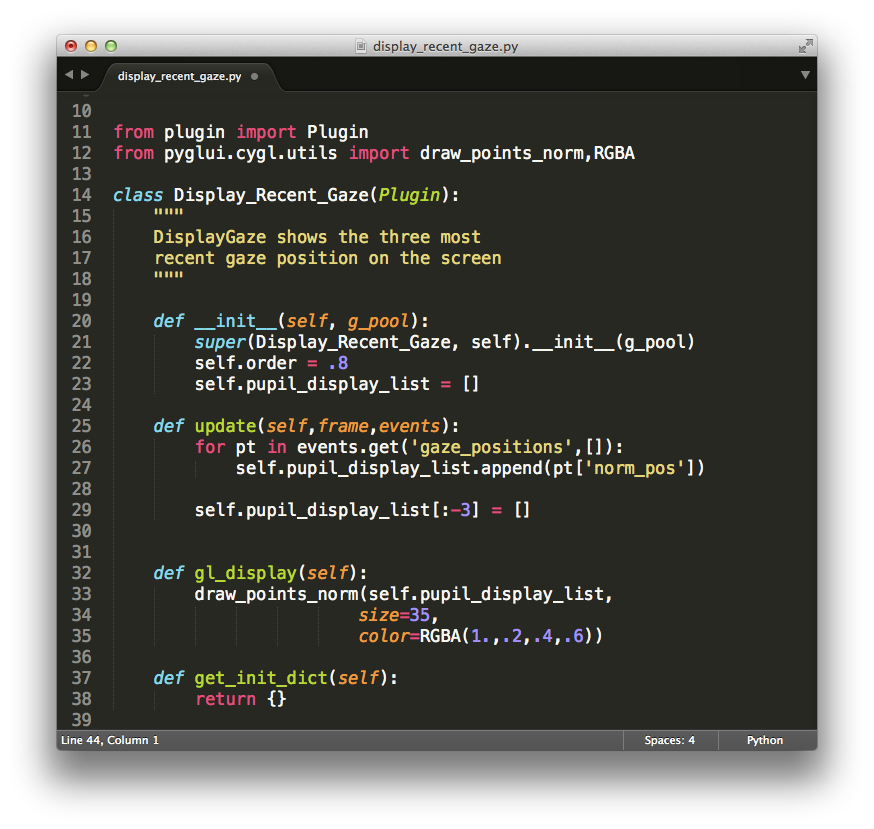 display_recent_gaze.py
display_recent_gaze.py
10
11 from plugin import Plugin
12 from pyglui.cygl.utils import draw_points_norm,RGBA
13
14 class Display_Recent_Gaze(Plugin):
15     """
16     DisplayGaze shows the three most
17     recent gaze position on the screen
18     """
19
20     def __init__(self, g_pool):
21         super(Display_Recent_Gaze, self).__init__(g_pool)
22         self.order = .8
23         self.pupil_display_list = []
24
25     def update(self,frame,events):
26         for pt in events.get('gaze_positions',[]):
27             self.pupil_display_list.append(pt['norm_pos'])
28
29         self.pupil_display_list[:-3] = []
30
31
32     def gl_display(self):
33         draw_points_norm(self.pupil_display_list,
34                         size=35,
35                         color=RGBA(1.,.2,.4,.6))
36
37     def get_init_dict(self):
38         return {}
39
Line 44, Column 1 Spaces: 4 Python